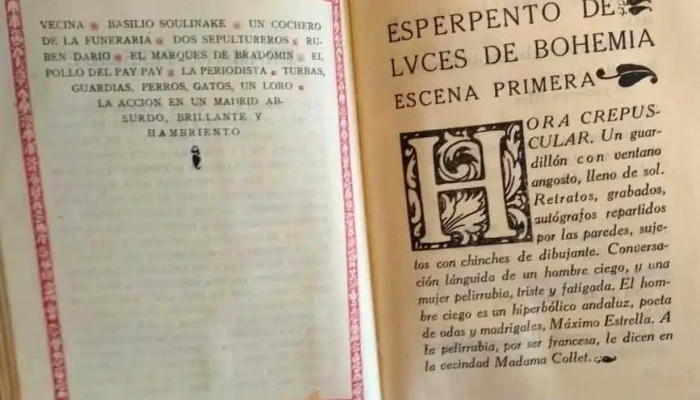 VECINA BASILIO SOULINAKE UN COCHERO
DE LA FUNERARIA DOS SEPULTUREROS RU-
BEN DARIO EL MARQUES DE BRADOMIN EL
POLLO DEL PAY PAY LA PERIODISTA TURBAS,
GUARDIAS, PERROS, GATOS, UN LORO
LA ACCION EN UN MADRID AB-
SURDO, BRILLANTE Y
HAMBRIENTO
ESPERPENTO DE
LVCES DE BOHEMIA
ESCENA PRIMERA
HORA CREPUS-
CULAR. Un guar-
dillón con ventano
angosto, lleno de sol.
Retratos, grabados,
autógrafos repartidos
por las paredes, suje-
tos con chinches de dibujante. Conversa-
ción lánguida de un hombre ciego, y una
mujer pelirrubia, triste y fatigada. El hom-
bre ciego es un hiperbólico andaluz, poeta
de odas y madrigales, Máximo Estrella. A
la pelirrubia, por ser francesa, le dicen en
la vecindad Madama Collet.